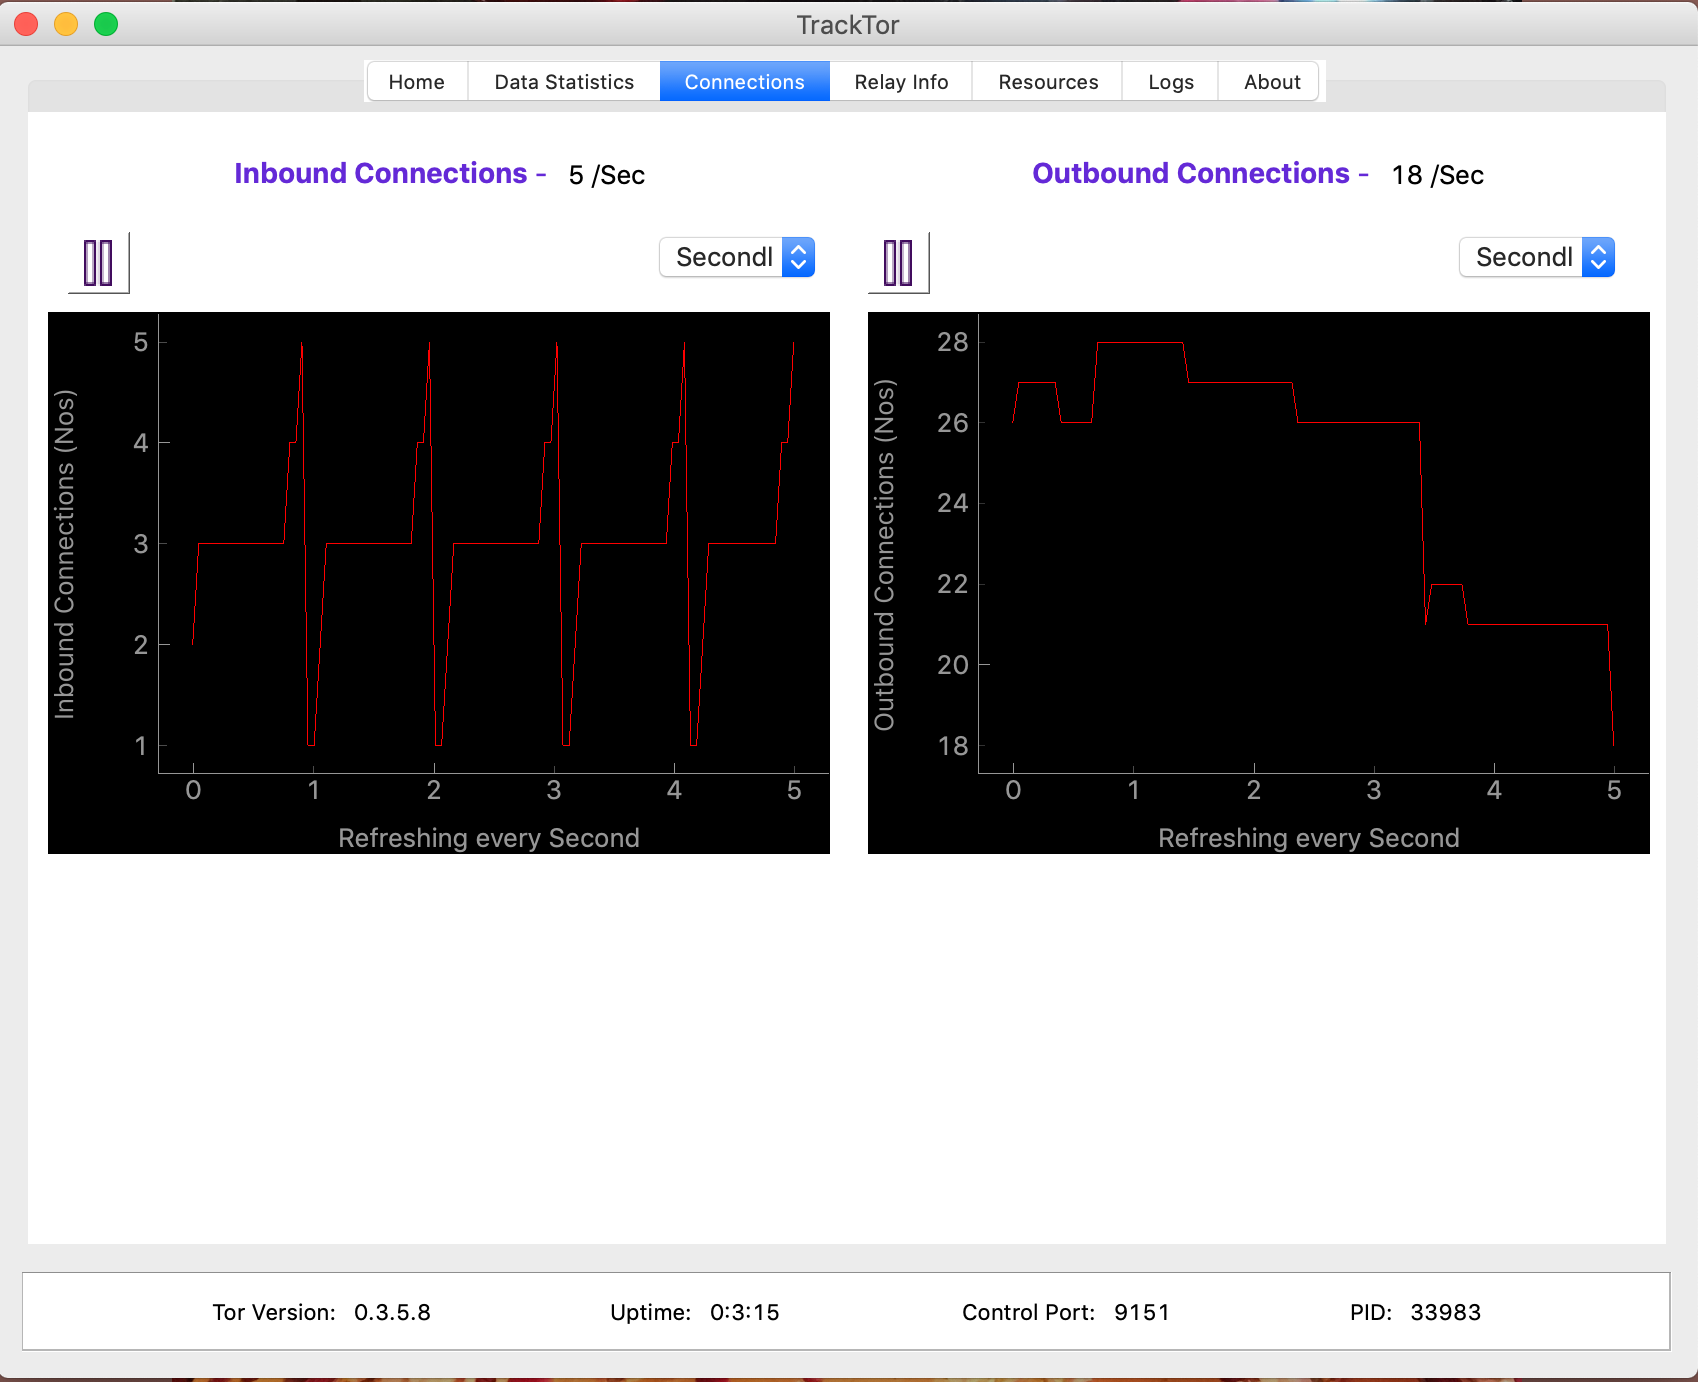 TrackTor
Home Data Statistics Connections Relay Info Resources Logs About
Inbound Connections - 5 /Sec
Outbound Connections - 18 /Sec
Secondl
Secondl
Inbound Connections (Nos)
5
4
3
2
1
0 1 2 3 4 5
Refreshing every Second
Outbound Connections (Nos)
28
26
24
22
20
18
0 1 2 3 4 5
Refreshing every Second
Tor Version: 0.3.5.8 Uptime: 0:3:15 Control Port: 9151 PID: 33983